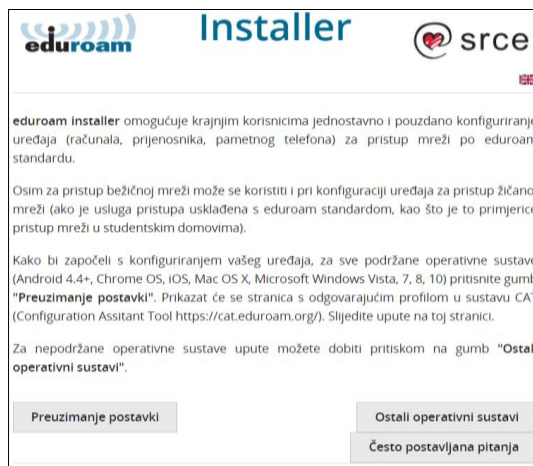 eduroam Installer srce
eduroam installer omogućuje krajnjim korisnicima jednostavno i pouzdano konfiguriranje
uređaja (računala, prijenosnika, pametnog telefona) za pristup mreži po eduroam
standardu.
Osim za pristup bežičnoj mreži može se koristiti i pri konfiguraciji uređaja za pristup žičano
mreži (ako je usluga pristupa usklađena s eduroam standardom, kao što je to primjerice
pristup mreži u studentskim domovima).
Kako bi započeli s konfiguriranjem vašeg uređaja, za sve podržane operativne sustave
(Android 4.4+, Chrome OS, iOS, Mac OS X, Microsoft Windows Vista, 7, 8, 10) pritisnite gumb
"Preuzimanje postavki". Prikazat će se stranica s odgovarajućim profilom u sustavu CAT
(Configuration Assitant Tool https://cat.eduroam.org/). Slijedite upute na toj stranici.
Za nepodržane operativne sustave upute možete dobiti pritiskom na gumb "Ostal
operativni sustavi".
Preuzimanje postavki Ostali operativni sustavi
Često postavljana pitanja